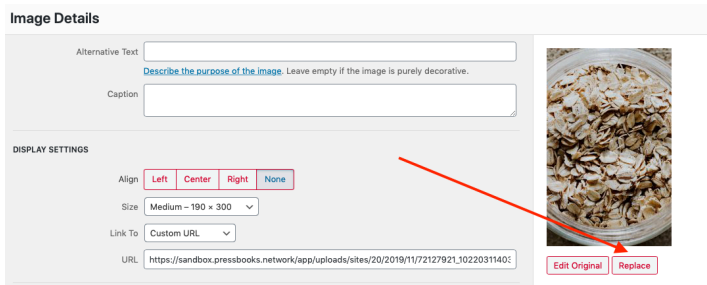 Image Details
Alternative Text
Describe the purpose of the image. Leave empty if the image is purely decorative.
Caption
DISPLAY SETTINGS
Align Left Center Right None
Size Medium – 190 × 300
Link To Custom URL
URL https://sandbox.pressbooks.network/app/uploads/sites/20/2019/11/72127921_10220311403
Edit Original Replace